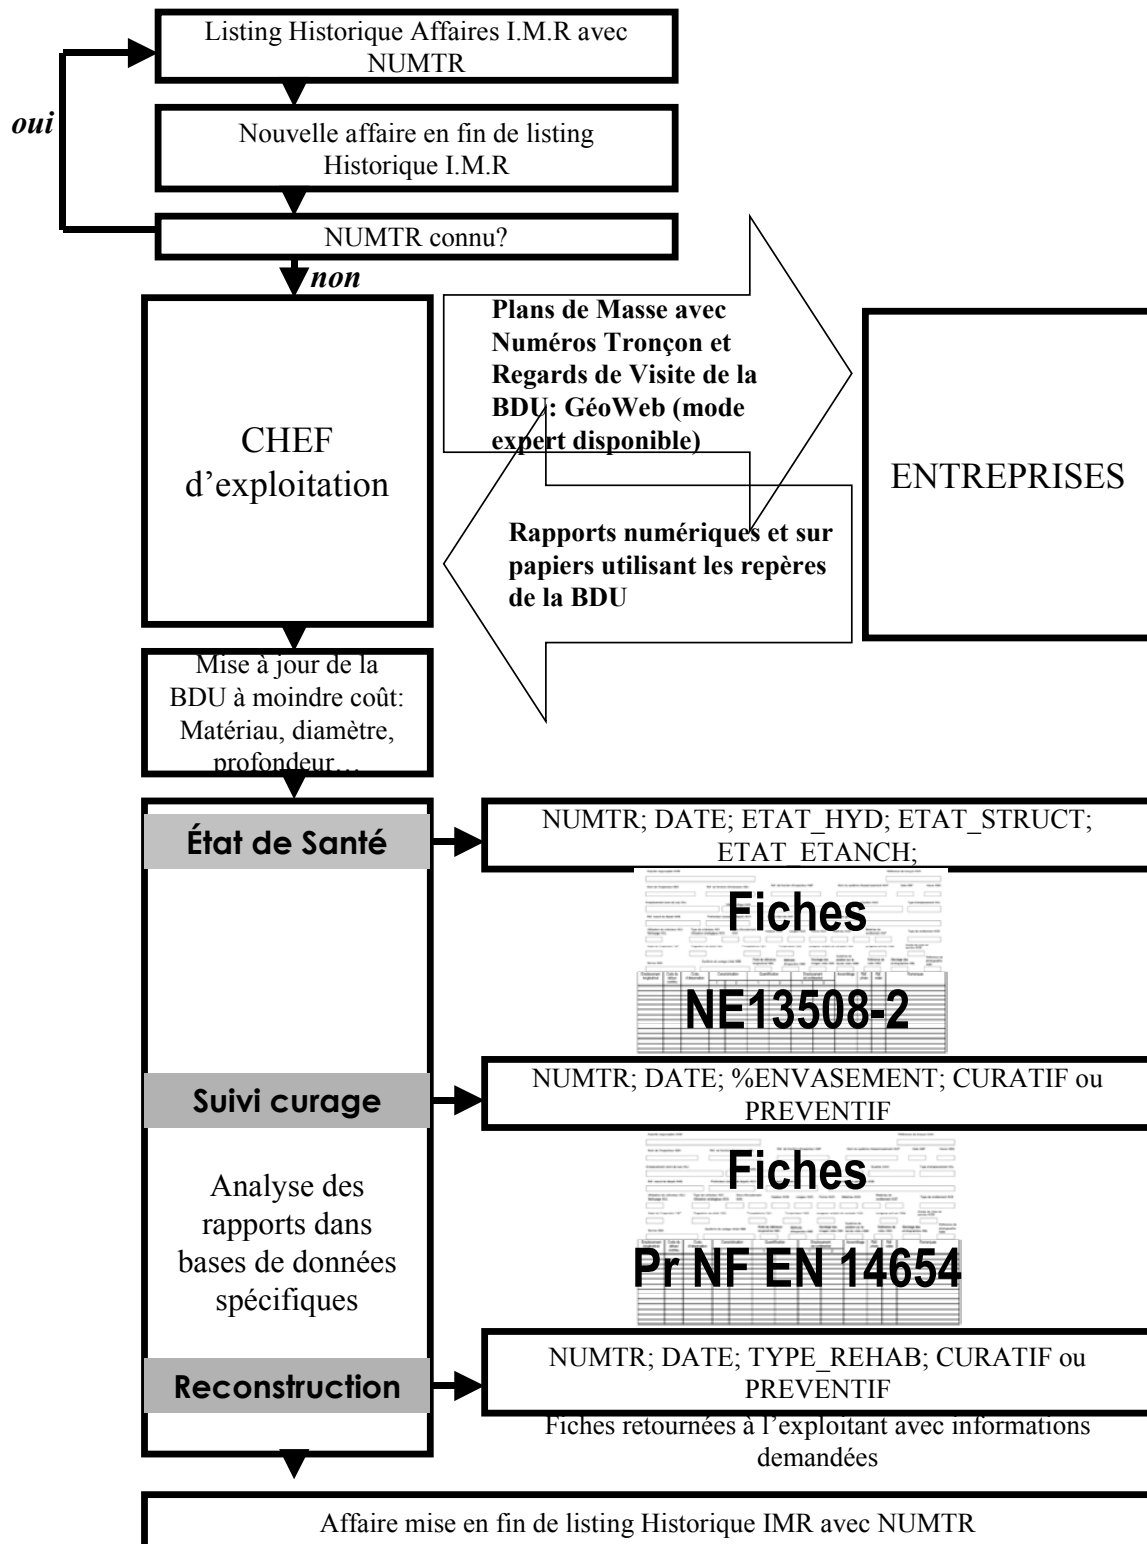 Listing Historique Affaires I.M.R avec
NUMTR
oui
Nouvelle affaire en fin de listing
Historique I.M.R
NUMTR connu?
non
Plans de Masse avec
Numéros Tronçon et
Regards de Visite de la
BDU: GéoWeb (mode
expert disponible)
CHEF
d’exploitation
ENTREPRISES
Rapports numériques et sur
papiers utilisant les repères
de la BDU
Mise à jour de la
BDU à moindre coût:
Matériau, diamètre,
profondeur…
État de Santé
NUMTR; DATE; ETAT_HYD; ETAT_STRUCT;
ETAT_ETANCH;
Fiches
NE13508-2
Suivi curage
NUMTR; DATE; %ENVASEMENT; CURATIF ou
PREVENTIF
Fiches
Pr NF EN 14654
Analyse des
rapports dans
bases de données
spécifiques
Reconstruction
NUMTR; DATE; TYPE_REHAB; CURATIF ou
PREVENTIF
Fiches retournées à l’exploitant avec informations
demandées
Affaire mise en fin de listing Historique IMR avec NUMTR